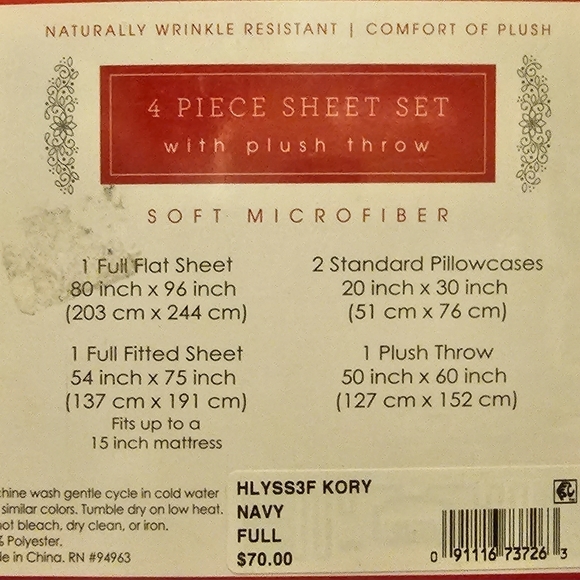 NATURALLY WRINKLE RESISTANT | COMFORT OF PLUSH
4 PIECE SHEET SET
with plush throw
SOFT MICROFIBER
1 Full Flat Sheet
80 inch x 96 inch
(203 cm x 244 cm)
2 Standard Pillowcases
20 inch x 30 inch
(51 cm x 76 cm)
1 Full Fitted Sheet
54 inch x 75 inch
(137 cm x 191 cm)
Fits up to a
15 inch mattress
1 Plush Throw
50 inch x 60 inch
(127 cm x 152 cm)
chine wash gentle cycle in cold water
similar colors. Tumble dry on low heat.
not bleach, dry clean, or iron.
% Polyester.
de in China. RN #94963
HLYSS3F KORY
NAVY
FULL
$70.00
0 91116 73726 3